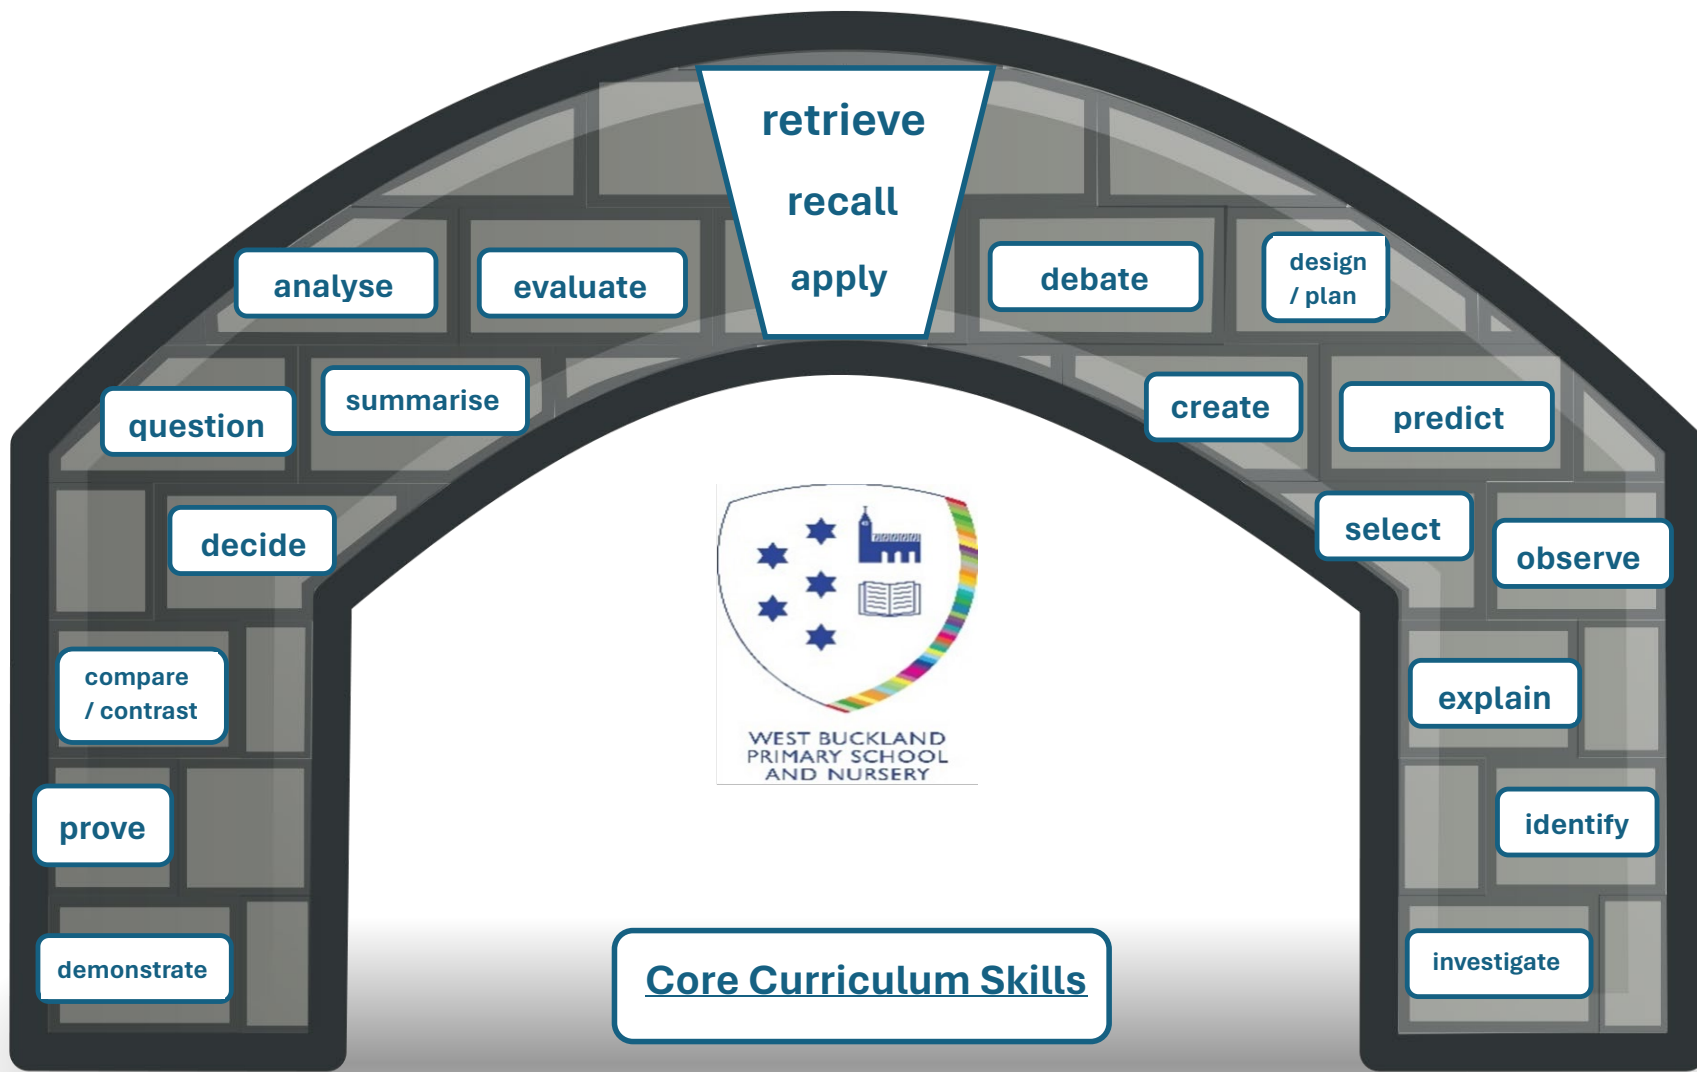 retrieve
recall
apply
analyse
evaluate
debate
design
/ plan
question
summarise
create
predict
decide
select
observe
compare
/ contrast
explain
prove
identify
demonstrate
investigate
WEST BUCKLAND
PRIMARY SCHOOL
AND NURSERY
Core Curriculum Skills